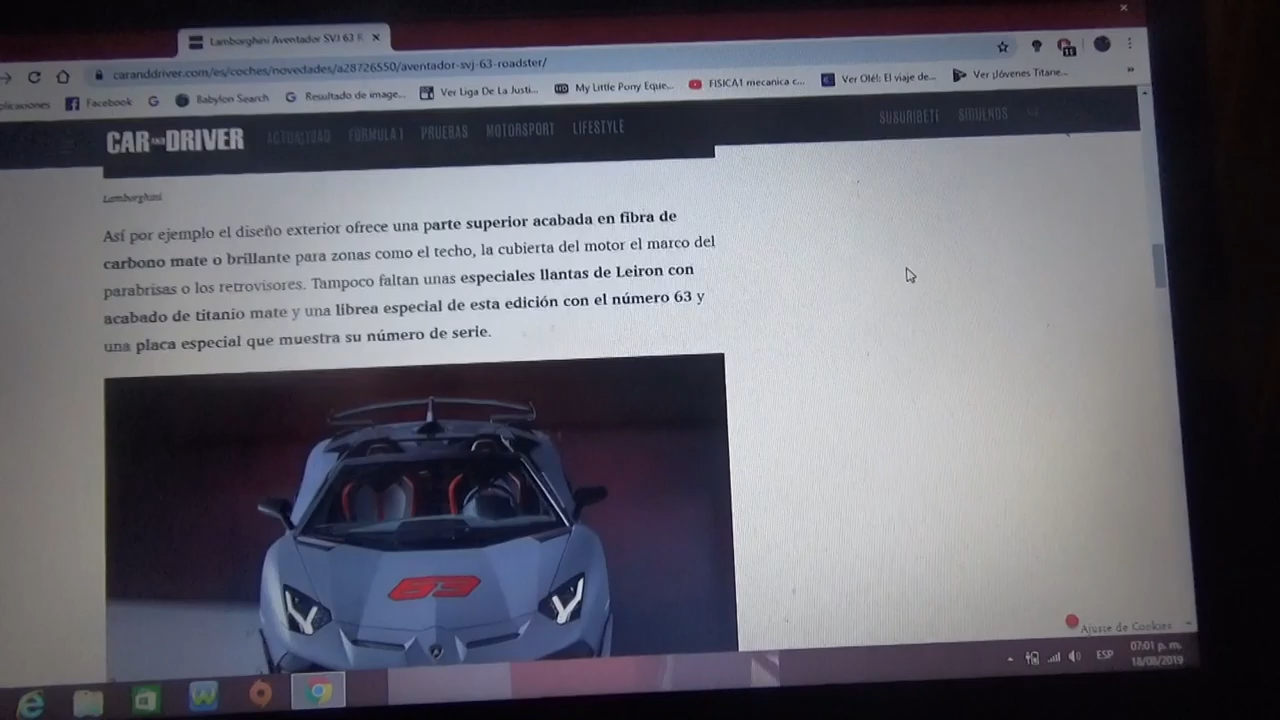 Lamborghini Aventador SVJ 63 R
caranddriver.com/es/coches/novedades/a28726550/aventador-svj-63-roadster/
plicaciones Facebook G Babylon Search Resultado de image... Ver Liga De La Justi... My Little Pony Eque... FISICA1 mecanica c... Ver Olé!: El viaje de... Ver ¡Jóvenes Titane... »
CAR AND DRIVER ACTUALIDAD FÓRMULA 1 PRUEBAS MOTORSPORT LIFESTYLE SUSCRÍBETE SÍGUENOS
Lamborghini
Así por ejemplo el diseño exterior ofrece una parte superior acabada en fibra de
carbono mate o brillante para zonas como el techo, la cubierta del motor el marco del
parabrisas o los retrovisores. Tampoco faltan unas especiales llantas de Leiron con
acabado de titanio mate y una librea especial de esta edición con el número 63 y
una placa especial que muestra su número de serie.
63
Ajuste de Cookies
ESP
07:01 p. m.
18/08/2019